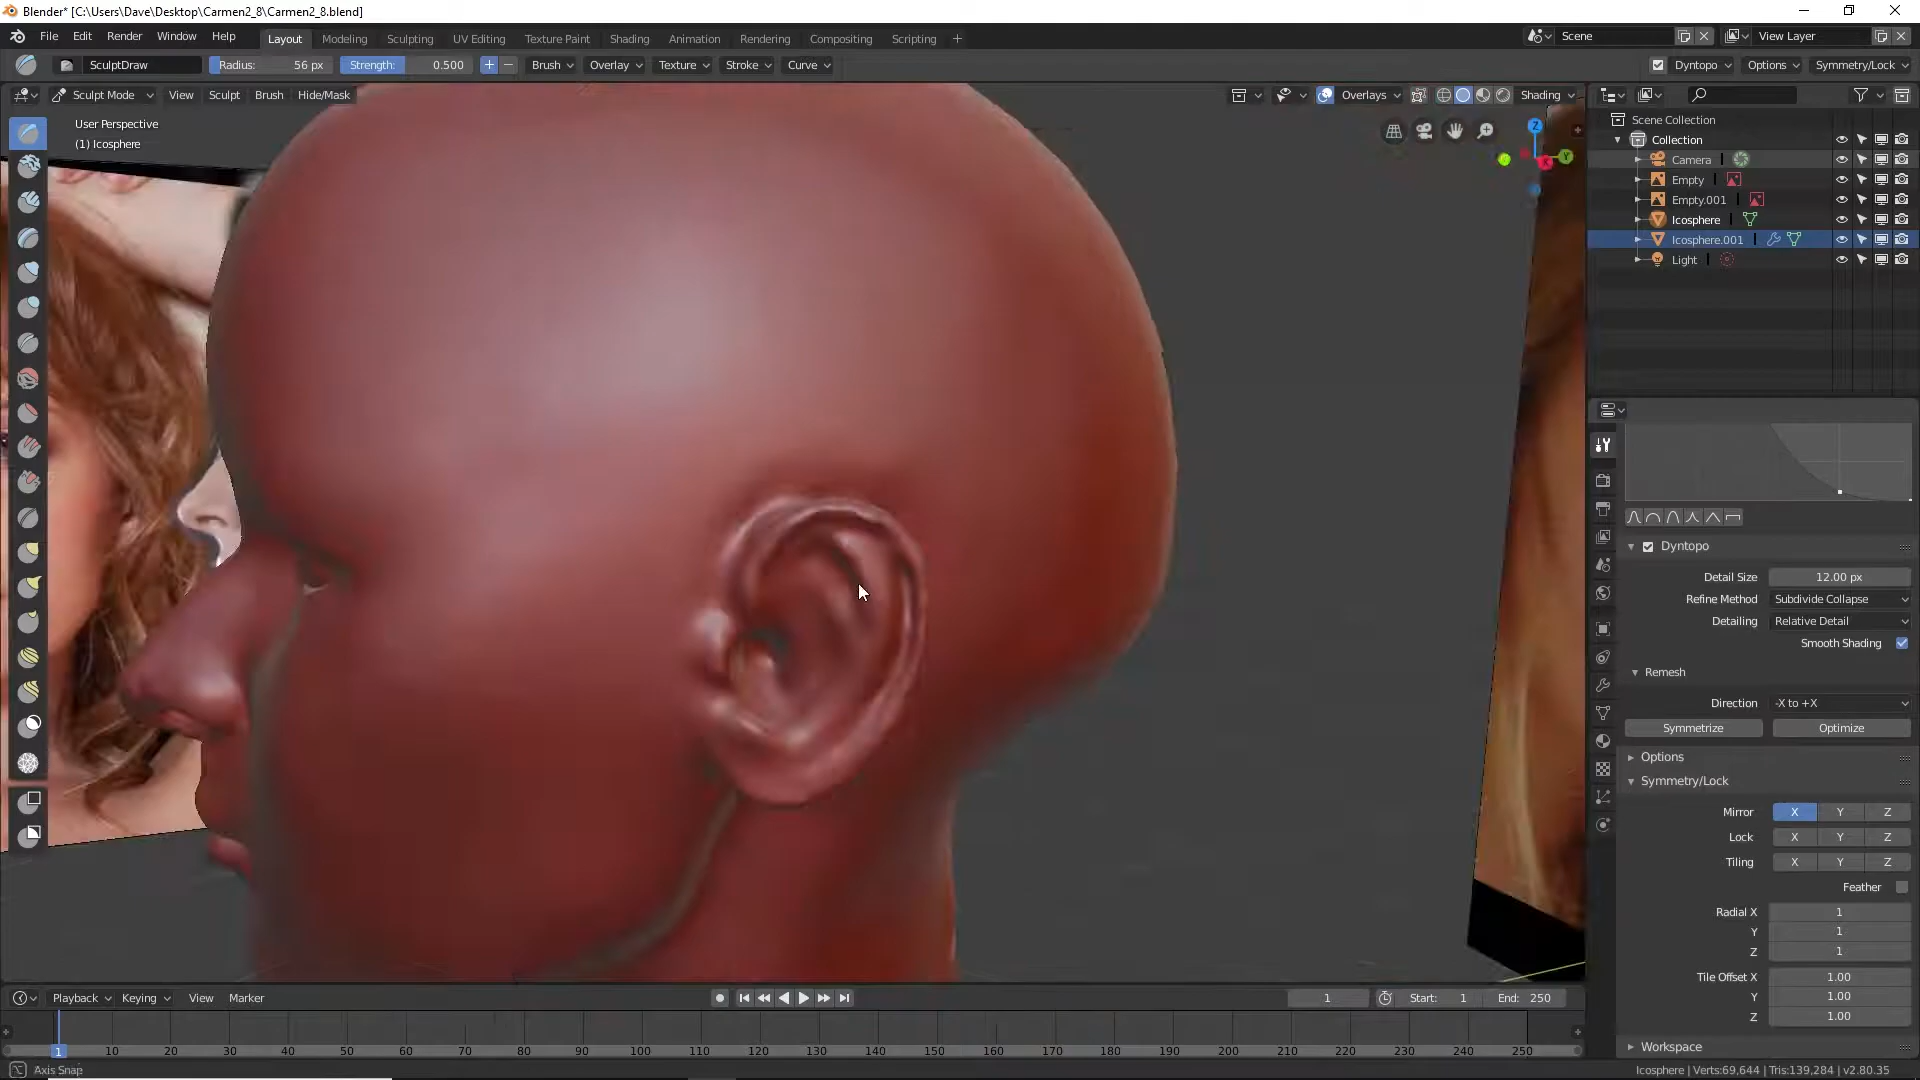 Blender* [C:\Users\Dave\Desktop\Carmen2_8\Carmen2_8.blend]
File Edit Render Window Help Layout Modeling Sculpting UV Editing Texture Paint Shading Animation Rendering Compositing Scripting + Scene View Layer
SculptDraw Radius: 56 px Strength: 0.500 Brush Overlay Texture Stroke Curve Dyntopo Options Symmetry/Lock
Sculpt Mode View Sculpt Brush Hide/Mask Overlays Shading
User Perspective
(1) Icosphere
Z
X
Y
Scene Collection
Collection
Camera
Empty
Empty.001
Icosphere
Icosphere.001
Light
Dyntopo
Detail Size 12.00 px
Refine Method Subdivide Collapse
Detailing Relative Detail
Smooth Shading
Remesh
Direction -X to +X
Symmetrize Optimize
Options
Symmetry/Lock
Mirror X Y Z
Lock X Y Z
Tiling X Y Z
Feather
Radial X 1
Y 1
Z 1
Tile Offset X 1.00
Y 1.00
Z 1.00
Workspace
Playback Keying View Marker 1 Start: 1 End: 250
1 10 20 30 40 50 60 70 80 90 100 110 120 130 140 150 160 170 180 190 200 210 220 230 240 250
Axis Snap
Icosphere | Verts:69,644 | Tris:139,284 | v2.80.35